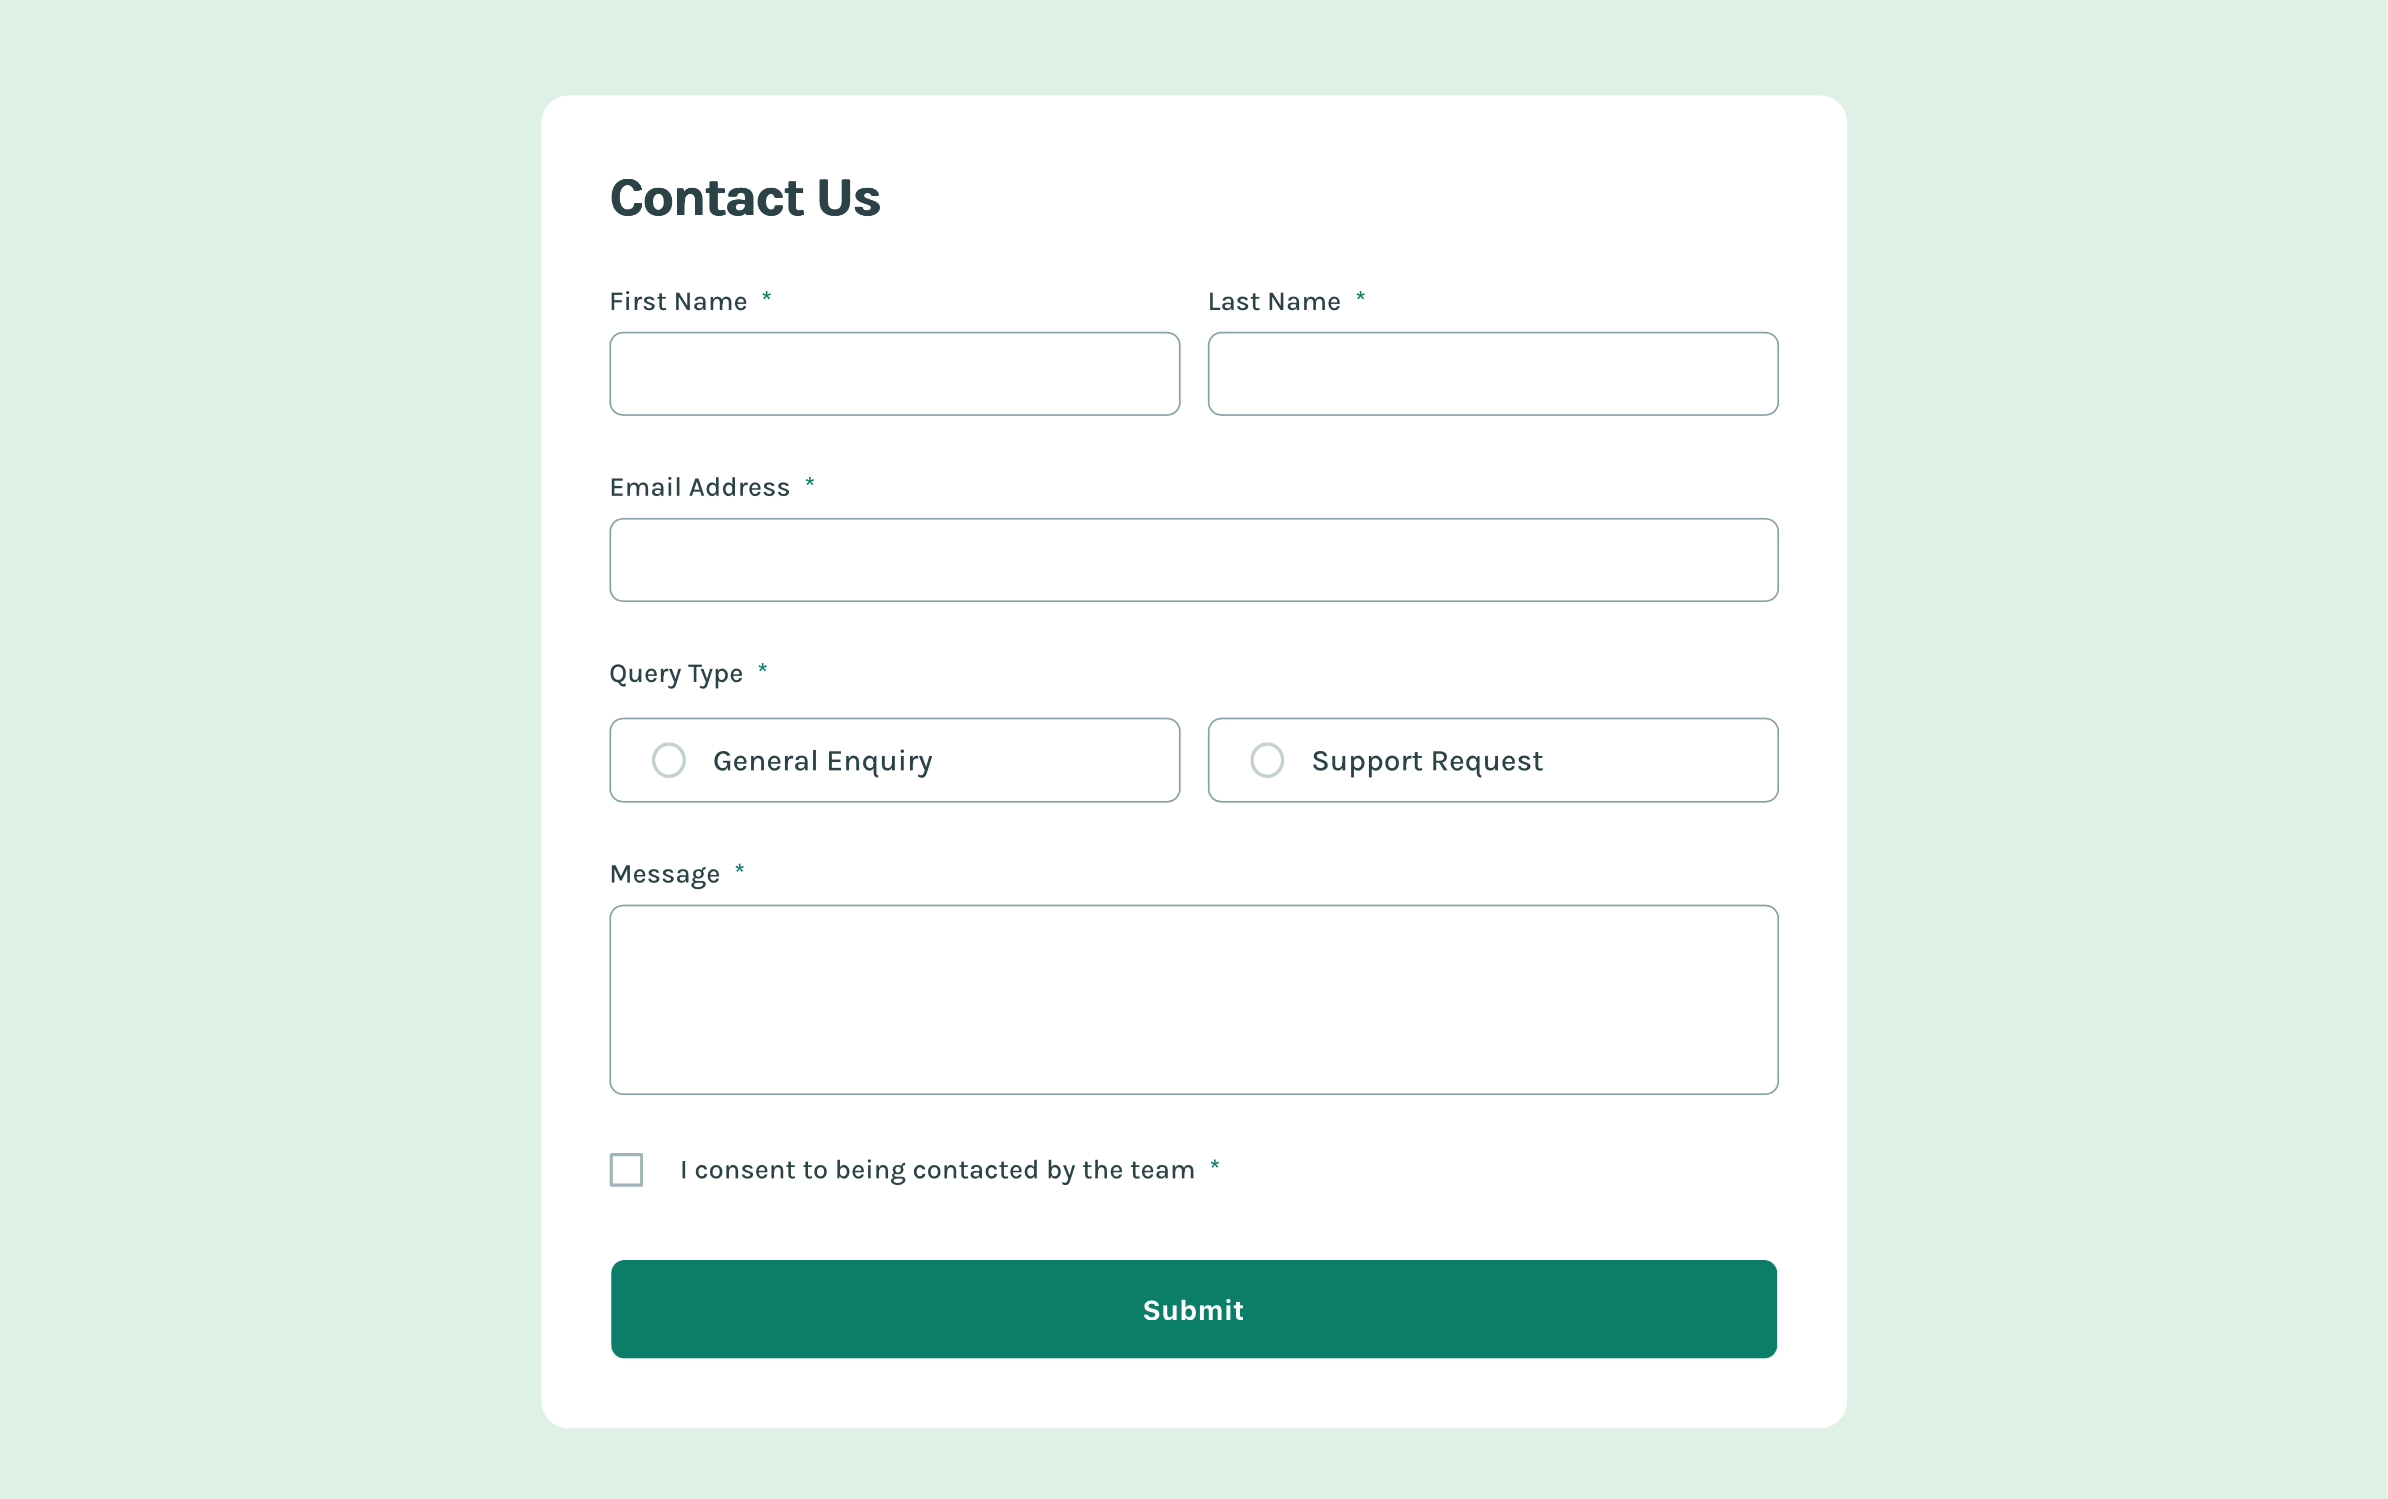 Contact Us
First Name *
Last Name *
Email Address *
Query Type *
General Enquiry
Support Request
Message *
I consent to being contacted by the team *
Submit